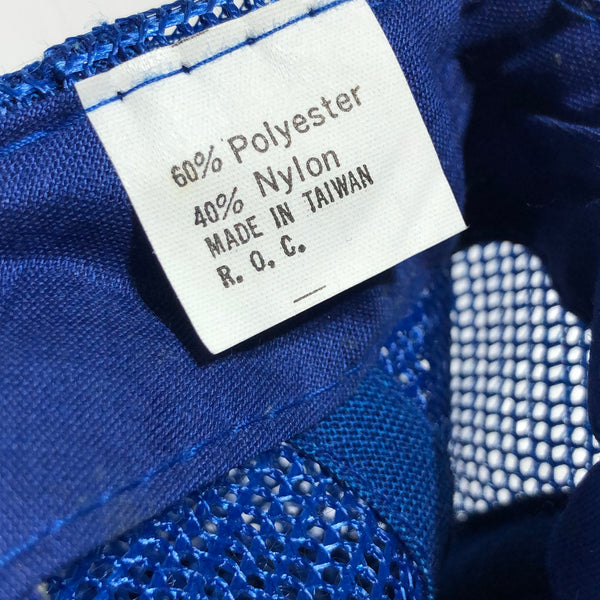 60% Polyester
40% Nylon
MADE IN TAIWAN
R. O. C.